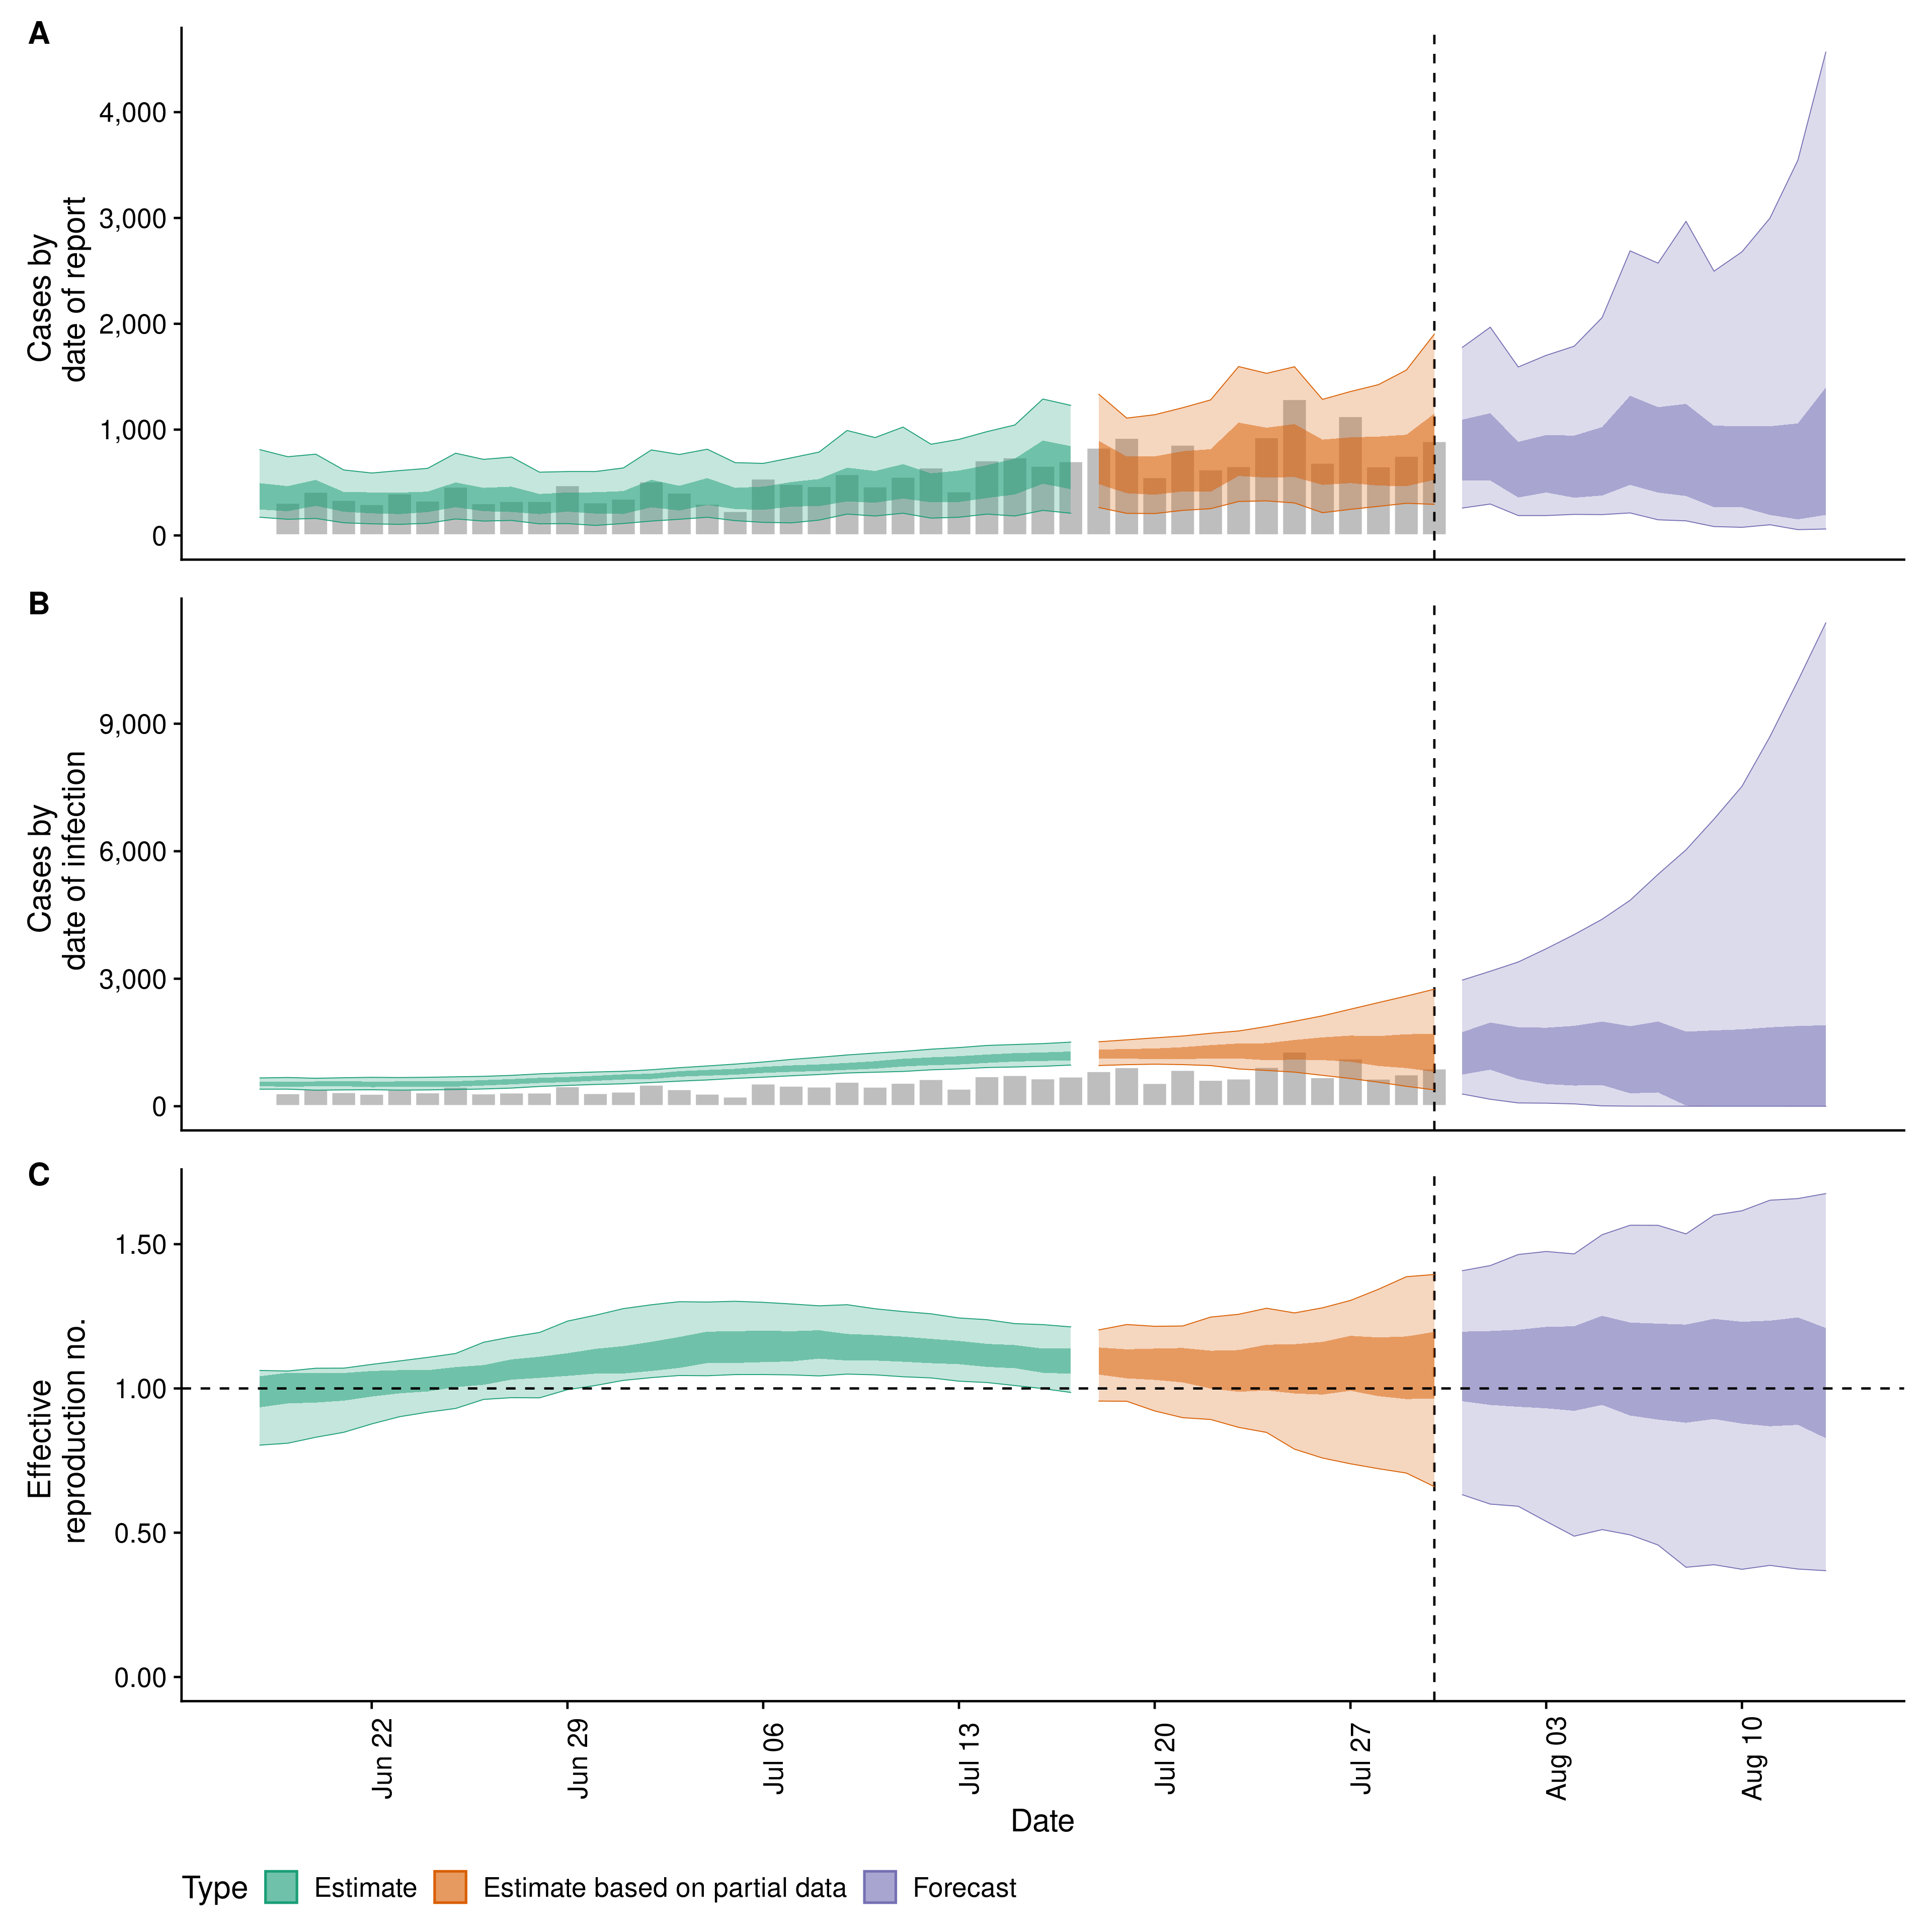 A
Cases by
date of report
4,000
3,000
2,000
1,000
0
B
Cases by
date of infection
9,000
6,000
3,000
0
C
Effective
reproduction no.
1.50
1.00
0.50
0.00
Jun 22
Jun 29
Jul 06
Jul 13
Jul 20
Jul 27
Aug 03
Aug 10
Date
Type Estimate Estimate based on partial data Forecast